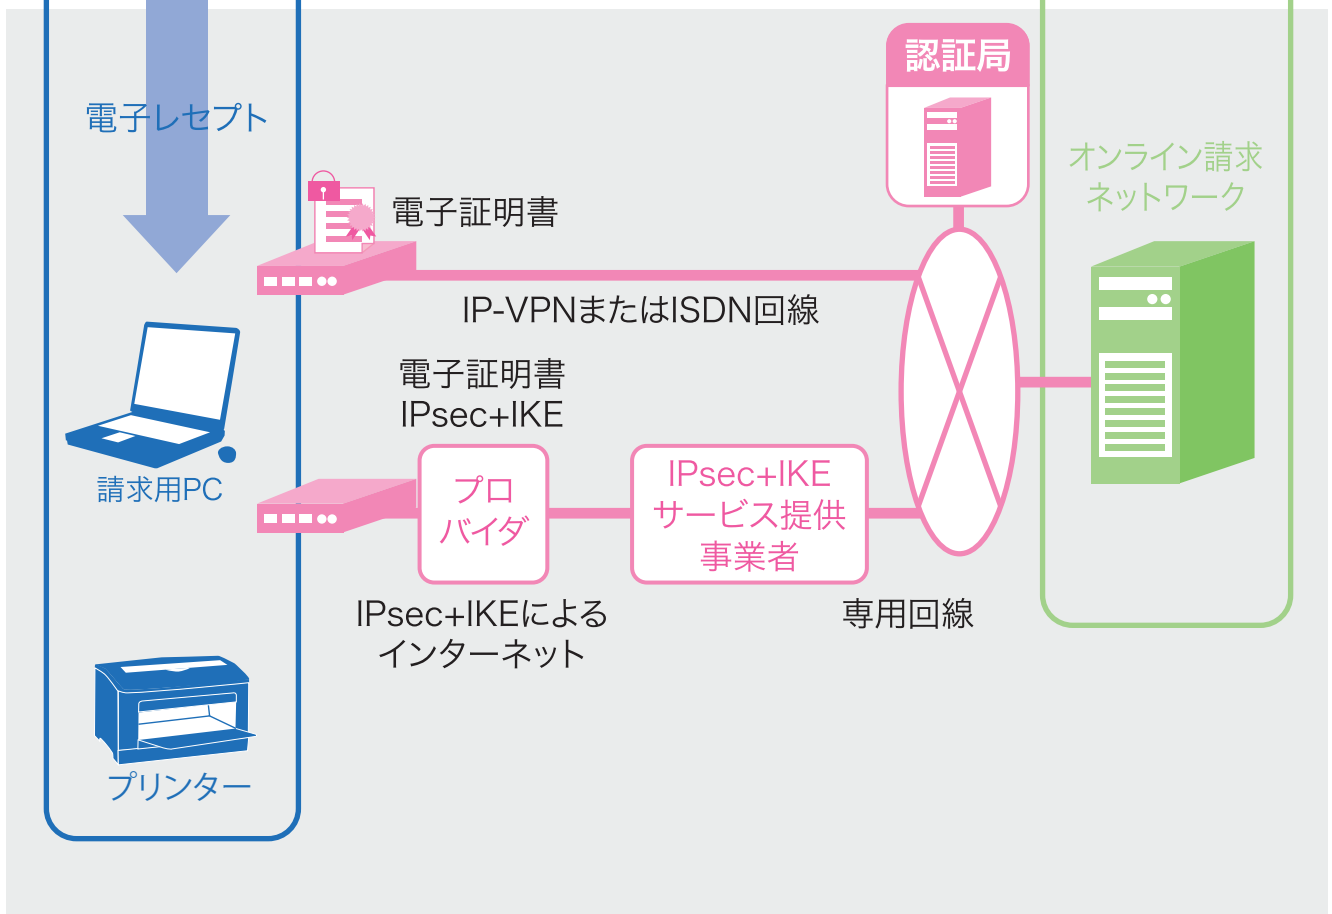 認証局
電子レセプト
オンライン請求
ネットワーク
電子証明書
IP-VPNまたはISDN回線
電子証明書
IPsec+IKE
請求用PC
プロ
バイダ
IPsec+IKE
サービス提供
事業者
IPsec+IKEによる
インターネット
専用回線
プリンター